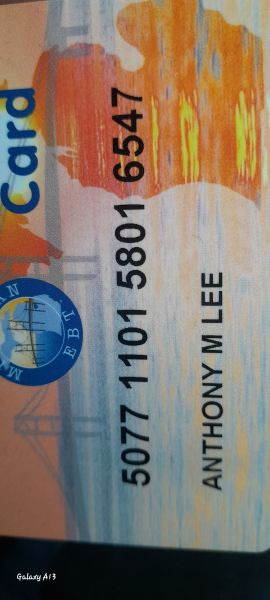 Card
EBT
5077 1101 5801 6547
ANTHONY M LEE
Galaxy A13